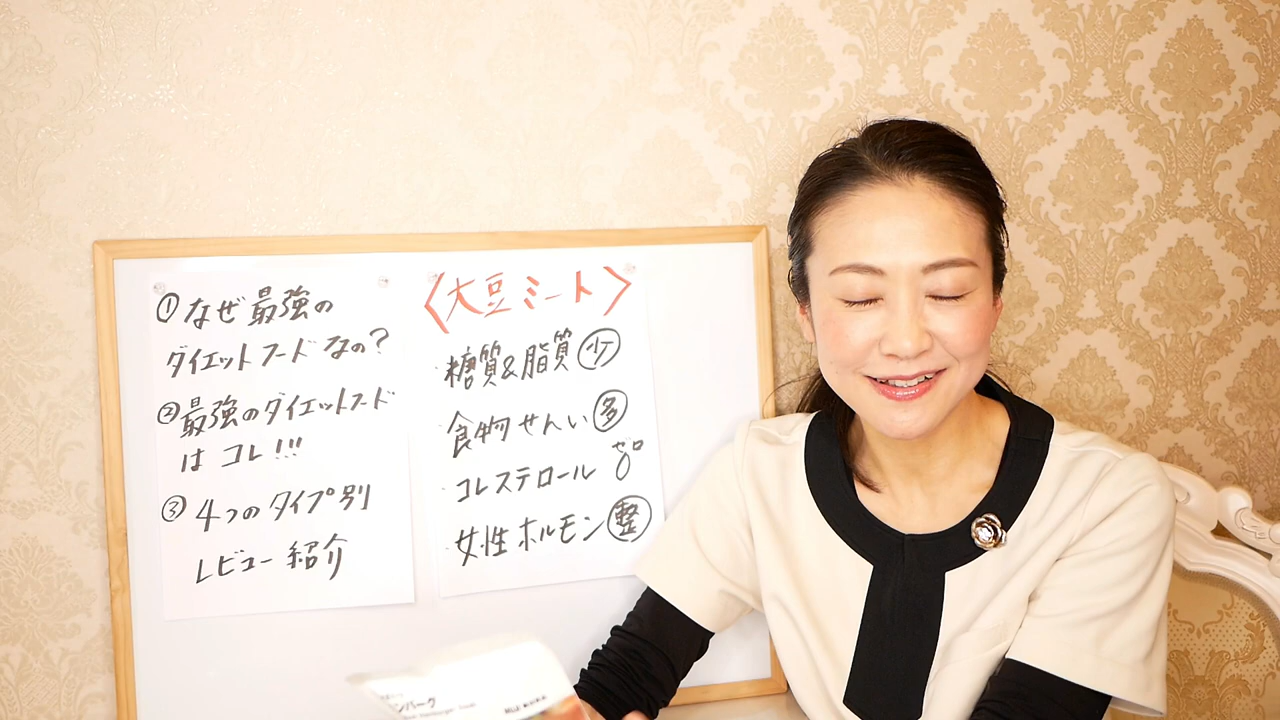 ① なぜ最強の
ダイエットフードなの?
② 最強のダイエットフード
は コレ!!!
③ 4つのタイプ別
レビュー紹介
〈大豆ミート〉
・糖質&脂質 少
・食物せんい 多
・コレステロール ゼロ
・女性ホルモン 整
ンバーグ